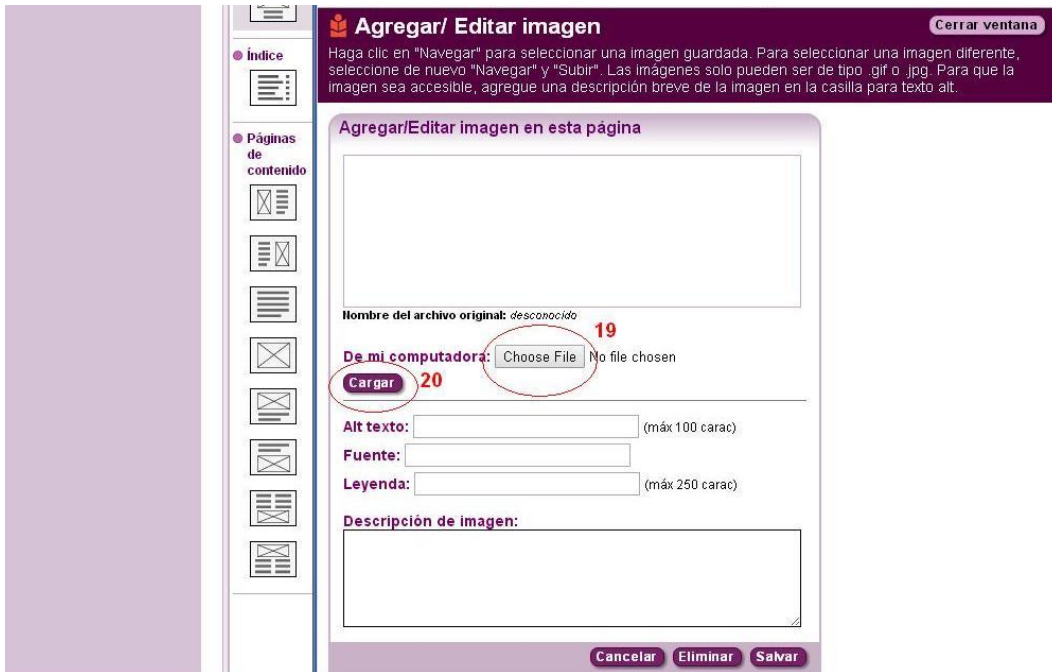 Índice
Páginas
de
contenido
Agregar/ Editar imagen
Cerrar ventana
Haga clic en "Navegar" para seleccionar una imagen guardada. Para seleccionar una imagen diferente,
seleccione de nuevo "Navegar" y "Subir". Las imágenes solo pueden ser de tipo .gif o .jpg. Para que la
imagen sea accesible, agregue una descripción breve de la imagen en la casilla para texto alt.
Agregar/Editar imagen en esta página
Nombre del archivo original: desconocido
19
De mi computadora: Choose File No file chosen
Cargar 20
Alt texto: (máx 100 carac)
Fuente:
Leyenda: (máx 250 carac)
Descripción de imagen:
Cancelar Eliminar Salvar